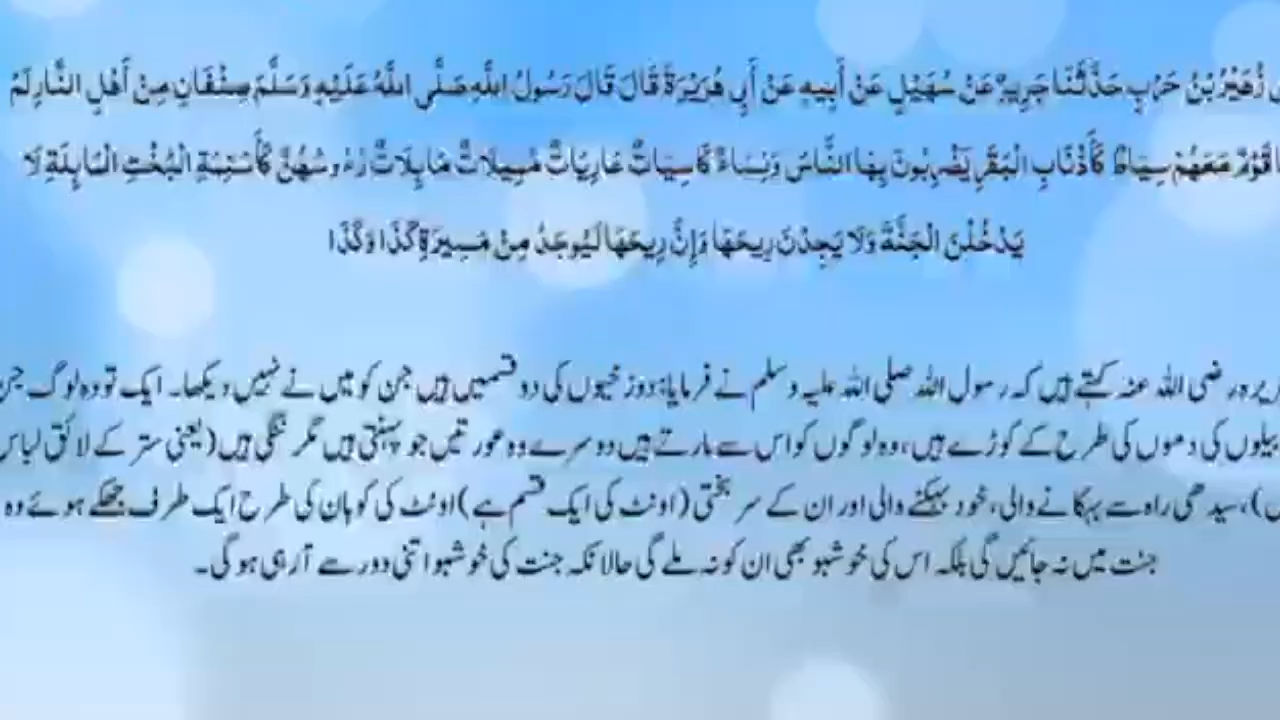 زُهَيْرُ بْنُ حَرْبٍ حَدَّثَنَا جَرِيرٌ عَنْ سُهَيْلٍ عَنْ أَبِيهِ عَنْ أَبِي هُرَيْرَةَ قَالَ قَالَ رَسُولُ اللَّهِ صَلَّى اللَّهُ عَلَيْهِ وَسَلَّمَ صِنْفَانِ مِنْ أَهْلِ النَّارِ لَمْ
قَوْمٌ مَعَهُمْ سِيَاطٌ كَأَذْنَابِ الْبَقَرِ يَضْرِبُونَ بِهَا النَّاسَ وَنِسَاءٌ كَاسِيَاتٌ عَارِيَاتٌ مُمِيلَاتٌ مَائِلَاتٌ رُءُوسُهُنَّ كَأَسْنِمَةِ الْبُخْتِ الْمَائِلَةِ لَا
يَدْخُلْنَ الْجَنَّةَ وَلَا يَجِدْنَ رِيحَهَا وَإِنَّ رِيحَهَا لَيُوجَدُ مِنْ مَسِيرَةِ كَذَا وَكَذَا
رضی اللہ عنہ کہتے ہیں کہ رسول اللہ صلی اللہ علیہ وسلم نے فرمایا: دوزخیوں کی دو قسمیں ہیں جن کو میں نے نہیں دیکھا۔ ایک تو وہ لوگ جن
بیلوں کی دموں کی طرح کے کوڑے ہیں، وہ لوگوں کو اس سے مارتے ہیں دوسرے وہ عورتیں جو پہنتی ہیں مگر ننگی ہیں (یعنی ستر کے لائق لباس
)، سیدھی راہ سے بہکانے والی، خود بہکنے والی اور ان کے سر بختی (اونٹ کی ایک قسم ہے) اونٹ کی کوہان کی طرح ایک طرف جھکے ہوئے وہ
جنت میں نہ جائیں گی بلکہ اس کی خوشبو بھی ان کو نہ ملے گی حالانکہ جنت کی خوشبو اتنی دور سے آ رہی ہو گی۔